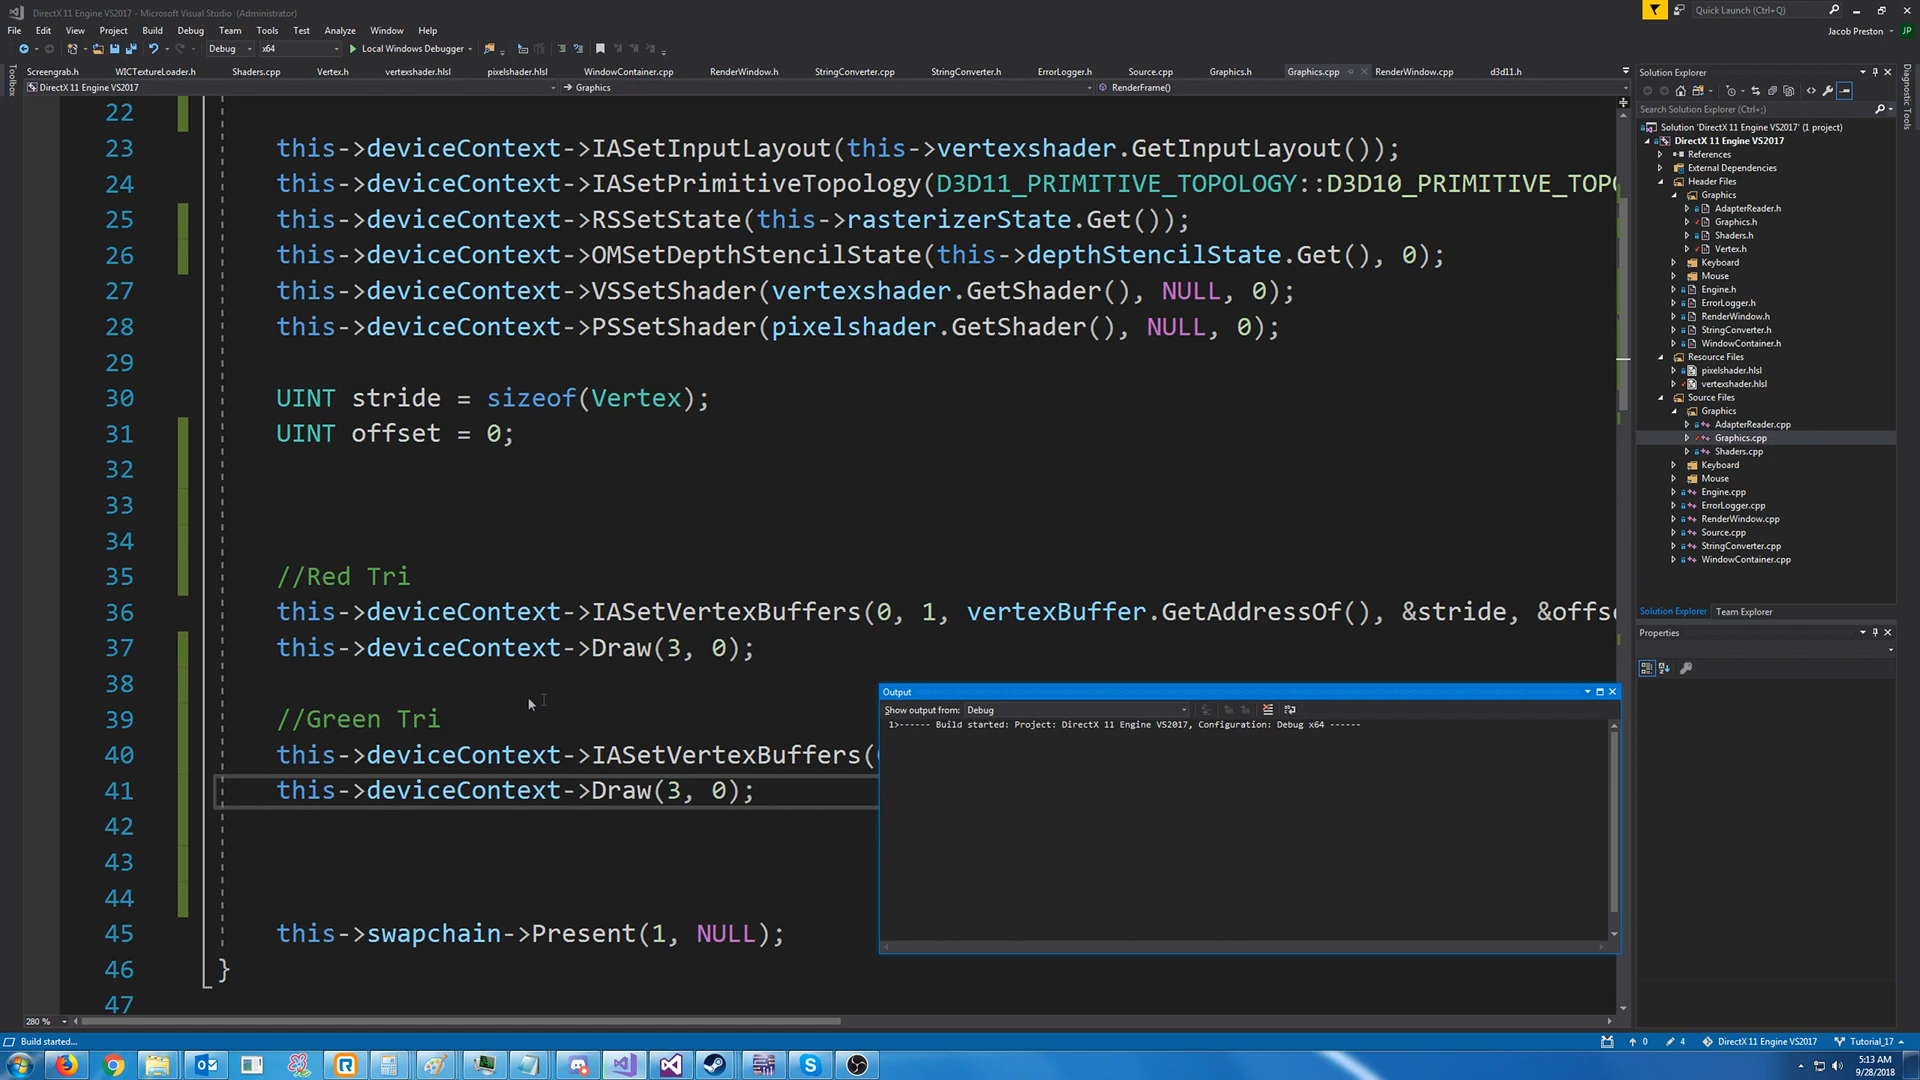 DirectX 11 Engine VS2017 - Microsoft Visual Studio (Administrator)
Quick Launch (Ctrl+Q)
File Edit View Project Build Debug Team Tools Test Analyze Window Help
Jacob Preston JP
Debug x64 Local Windows Debugger
Toolbox
Screengrab.h WICTextureLoader.h Shaders.cpp Vertex.h vertexshader.hlsl pixelshader.hlsl WindowContainer.cpp RenderWindow.h StringConverter.cpp StringConverter.h ErrorLogger.h Source.cpp Graphics.h Graphics.cpp RenderWindow.cpp d3d11.h
DirectX 11 Engine VS2017 Graphics RenderFrame()
22
23 this->deviceContext->IASetInputLayout(this->vertexshader.GetInputLayout());
24 this->deviceContext->IASetPrimitiveTopology(D3D11_PRIMITIVE_TOPOLOGY::D3D10_PRIMITIVE_TOPO
25 this->deviceContext->RSSetState(this->rasterizerState.Get());
26 this->deviceContext->OMSetDepthStencilState(this->depthStencilState.Get(), 0);
27 this->deviceContext->VSSetShader(vertexshader.GetShader(), NULL, 0);
28 this->deviceContext->PSSetShader(pixelshader.GetShader(), NULL, 0);
29
30 UINT stride = sizeof(Vertex);
31 UINT offset = 0;
32
33
34
35 //Red Tri
36 this->deviceContext->IASetVertexBuffers(0, 1, vertexBuffer.GetAddressOf(), &stride, &offse
37 this->deviceContext->Draw(3, 0);
38
39 //Green Tri
40 this->deviceContext->IASetVertexBuffers(
41 this->deviceContext->Draw(3, 0);
42
43
44
45 this->swapchain->Present(1, NULL);
46 }
47
280 %
Output
Show output from: Debug
1>------ Build started: Project: DirectX 11 Engine VS2017, Configuration: Debug x64 ------
Solution Explorer
Search Solution Explorer (Ctrl+;)
Solution 'DirectX 11 Engine VS2017' (1 project)
DirectX 11 Engine VS2017
References
External Dependencies
Header Files
Graphics
AdapterReader.h
Graphics.h
Shaders.h
Vertex.h
Keyboard
Mouse
Engine.h
ErrorLogger.h
RenderWindow.h
StringConverter.h
WindowContainer.h
Resource Files
pixelshader.hlsl
vertexshader.hlsl
Source Files
Graphics
AdapterReader.cpp
Graphics.cpp
Shaders.cpp
Keyboard
Mouse
Engine.cpp
ErrorLogger.cpp
RenderWindow.cpp
Source.cpp
StringConverter.cpp
WindowContainer.cpp
Solution Explorer Team Explorer
Properties
Diagnostic Tools
Build started...
0 4 DirectX 11 Engine VS2017 Tutorial_17
5:13 AM
9/28/2018